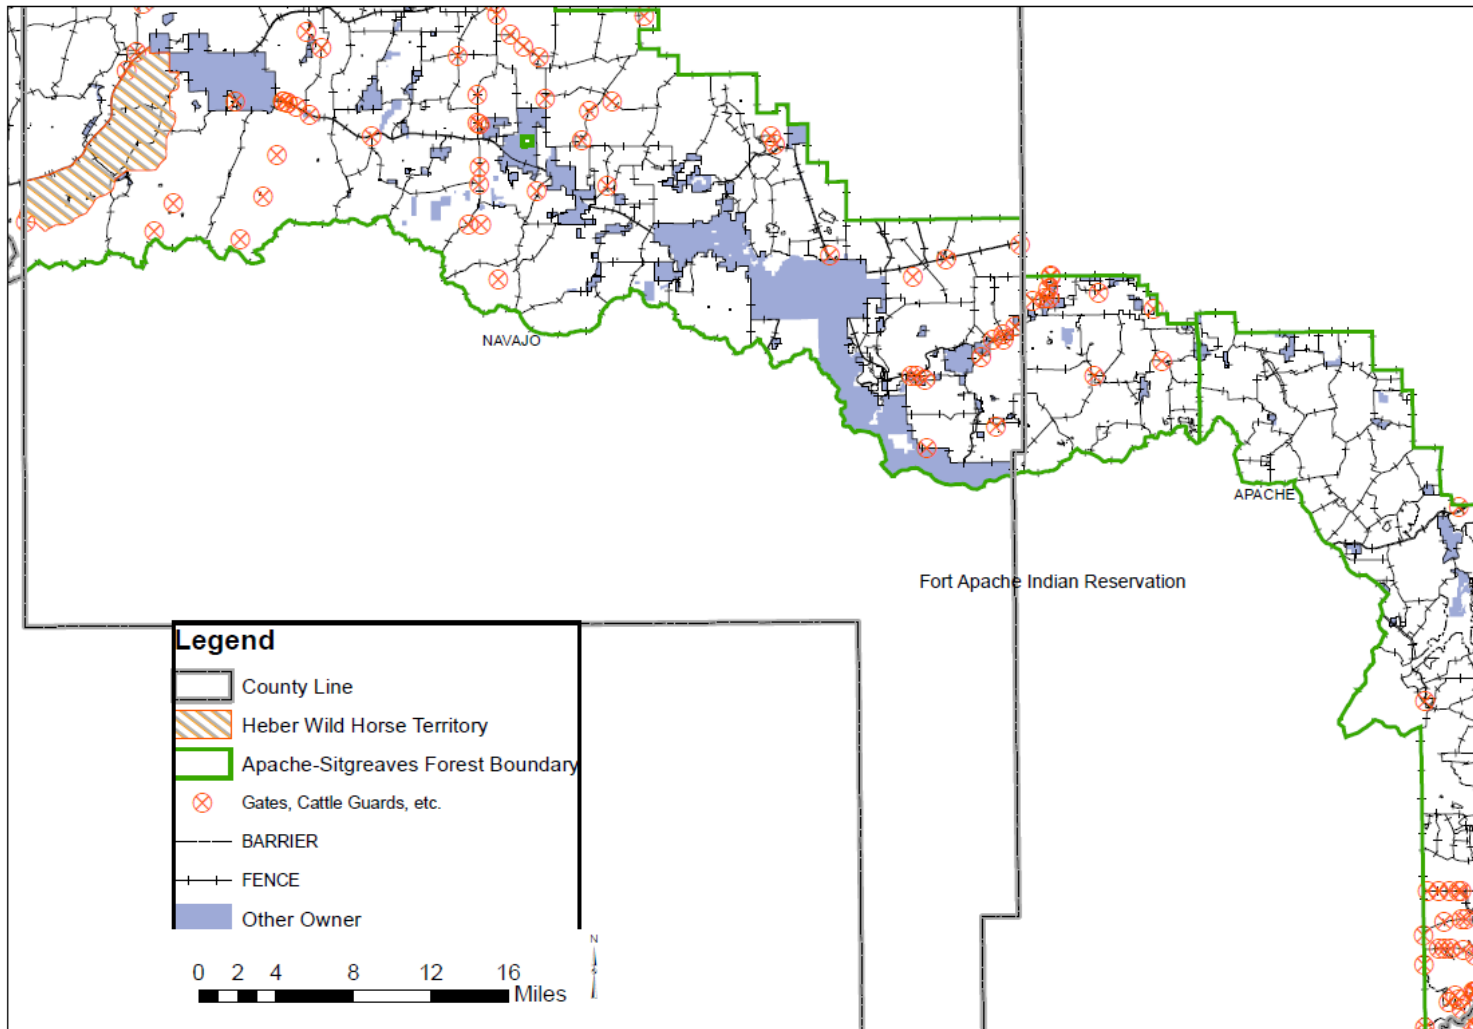 NAVAJO
APACHE
Fort Apache Indian Reservation
Legend
County Line
Heber Wild Horse Territory
Apache-Sitgreaves Forest Boundary
Gates, Cattle Guards, etc.
BARRIER
FENCE
Other Owner
N
0 2 4 8 12 16
Miles